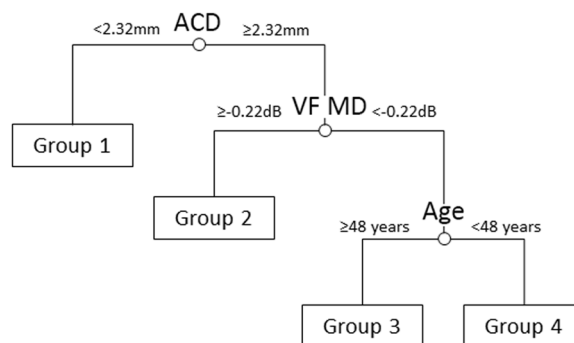 ACD
<2.32mm
≥2.32mm
Group 1
VF MD
≥-0.22dB
<-0.22dB
Group 2
Age
≥48 years
<48 years
Group 3
Group 4